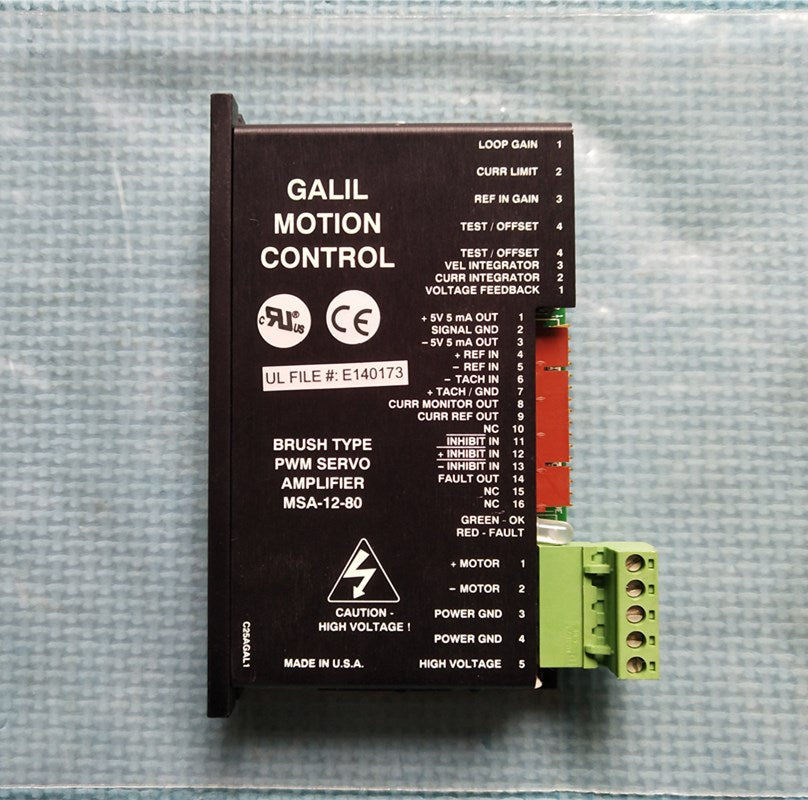 GALIL
MOTION
CONTROL
c RU ® US
CE
UL FILE #: E140173
BRUSH TYPE
PWM SERVO
AMPLIFIER
MSA-12-80
CAUTION -
HIGH VOLTAGE !
C25AGAL1
MADE IN U.S.A.
LOOP GAIN 1
CURR LIMIT 2
REF IN GAIN 3
TEST / OFFSET 4
TEST / OFFSET 4
VEL INTEGRATOR 3
CURR INTEGRATOR 2
VOLTAGE FEEDBACK 1
+ 5V 5 mA OUT 1
SIGNAL GND 2
– 5V 5 mA OUT 3
+ REF IN 4
– REF IN 5
– TACH IN 6
+ TACH / GND 7
CURR MONITOR OUT 8
CURR REF OUT 9
NC 10
INHIBIT IN 11
+ INHIBIT IN 12
– INHIBIT IN 13
FAULT OUT 14
NC 15
NC 16
GREEN - OK
RED - FAULT
+ MOTOR 1
– MOTOR 2
POWER GND 3
POWER GND 4
HIGH VOLTAGE 5